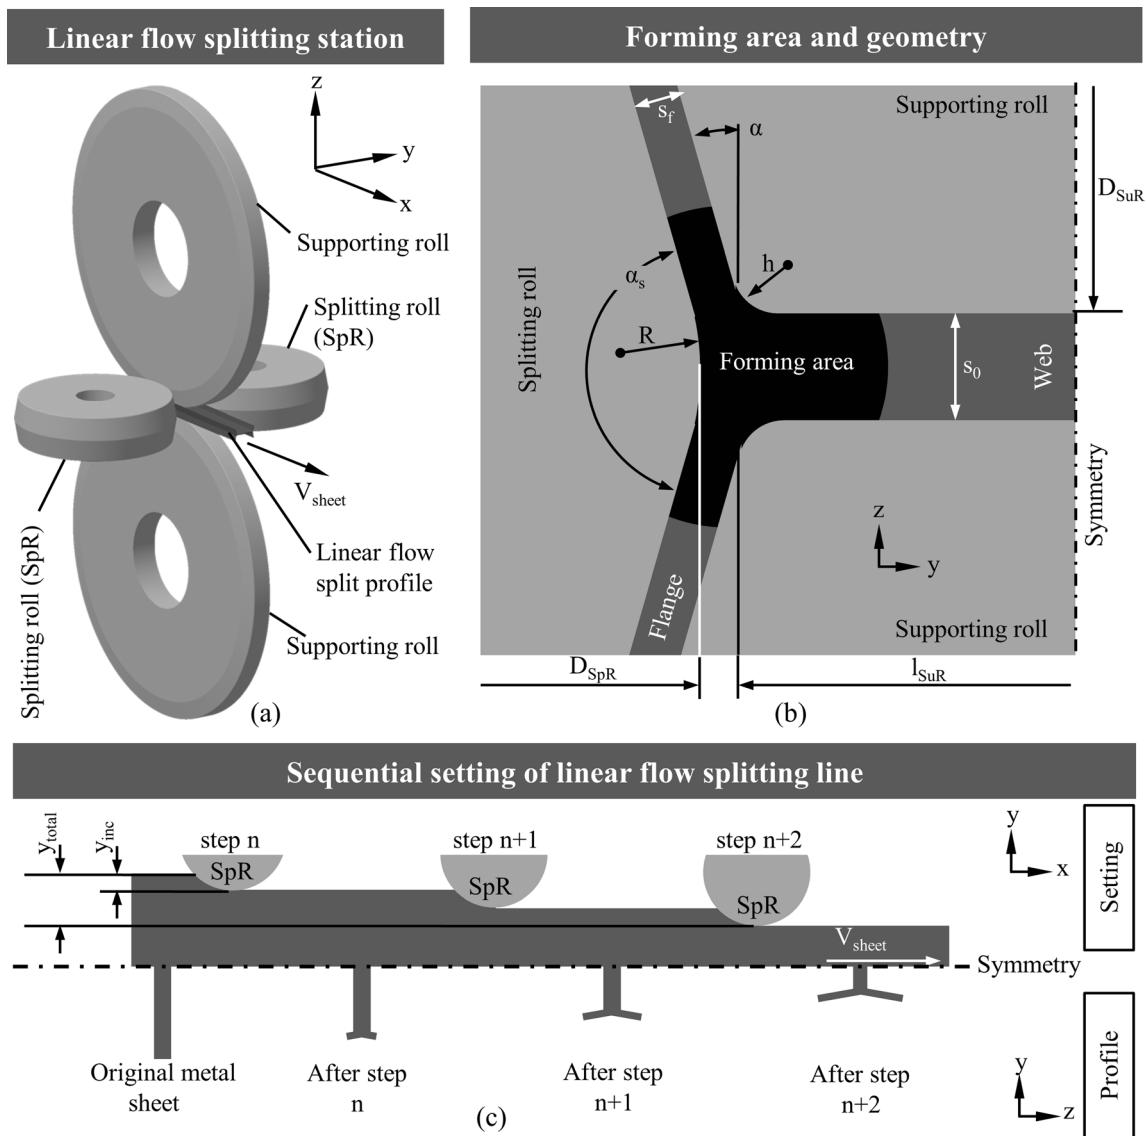 Linear flow splitting station
z
y
x
Supporting roll
Splitting roll
(SpR)
V_sheet
Linear flow
split profile
Splitting roll (SpR)
Supporting roll
(a)
Forming area and geometry
Supporting roll
s_f
α
D_SuR
h
α_s
Splitting roll
R
Forming area
s_0
Web
Symmetry
z
y
Flange
Supporting roll
D_SpR
l_SuR
(b)
Sequential setting of linear flow splitting line
y_total
y_inc
step n
step n+1
step n+2
SpR
SpR
SpR
y
x
Setting
V_sheet
Symmetry
Original metal
sheet
After step
n
After step
n+1
After step
n+2
y
z
Profile
(c)